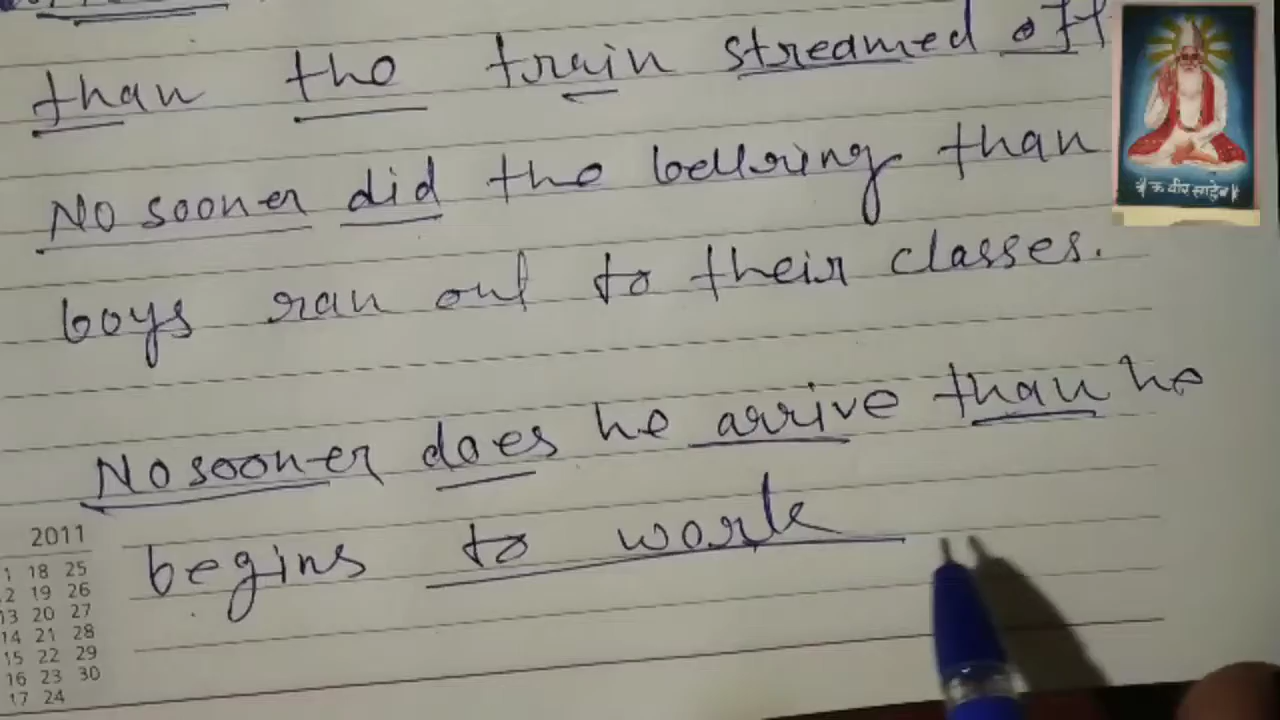 than the train streamed off
No sooner did the bellring than
boys ran out to their classes.
No sooner does he arrive than he
begins to work
2011
1 18 25
2 19 26
13 20 27
14 21 28
15 22 29
16 23 30
17 24
क वीर साहेब